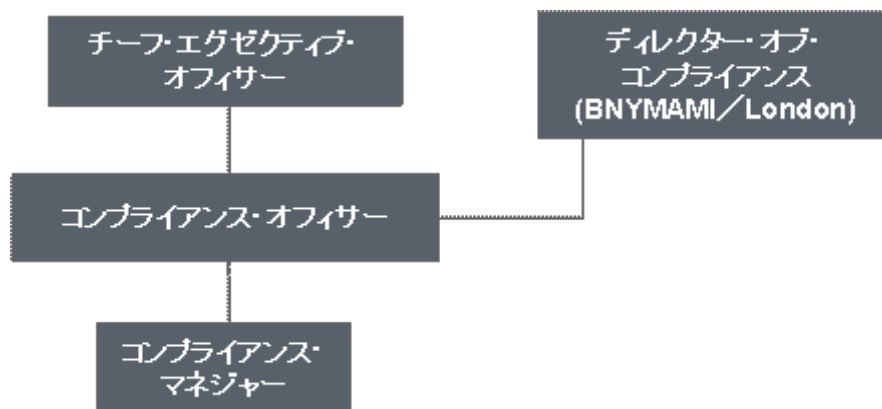 チーフ・エグゼクティブ・
オフィサー
ディレクター・オブ・
コンプライアンス
(BNYMAMI／London)
コンプライアンス・オフィサー
コンプライアンス・
マネジャー